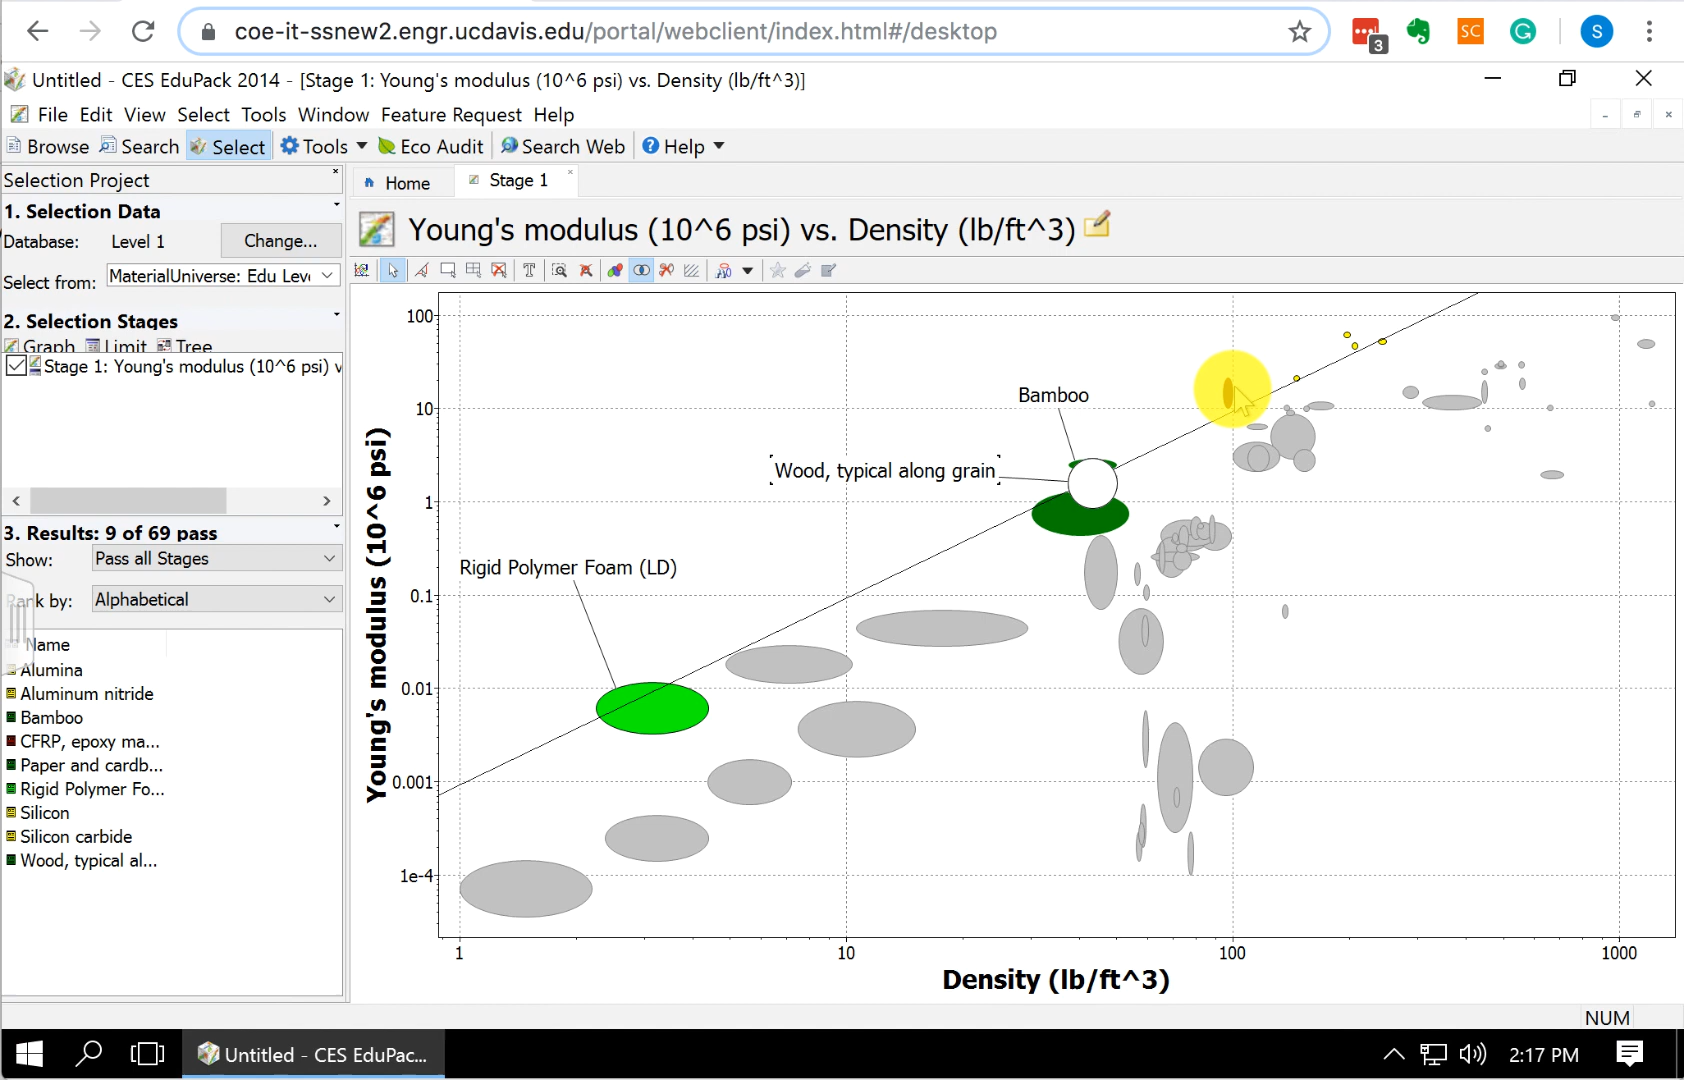 coe-it-ssnew2.engr.ucdavis.edu/portal/webclient/index.html#/desktop
3
SC
G
S
Untitled - CES EduPack 2014 - [Stage 1: Young's modulus (10^6 psi) vs. Density (lb/ft^3)]
File Edit View Select Tools Window Feature Request Help
Browse Search Select Tools Eco Audit Search Web Help
Selection Project
Home
Stage 1
1. Selection Data
Database: Level 1 Change...
Select from: MaterialUniverse: Edu Leve
2. Selection Stages
Graph Limit Tree
Stage 1: Young's modulus (10^6 psi) v
3. Results: 9 of 69 pass
Show: Pass all Stages
Rank by: Alphabetical
Name
Alumina
Aluminum nitride
Bamboo
CFRP, epoxy ma...
Paper and cardb...
Rigid Polymer Fo...
Silicon
Silicon carbide
Wood, typical al...
Young's modulus (10^6 psi) vs. Density (lb/ft^3)
Young's modulus (10^6 psi)
100
10
1
0.1
0.01
0.001
1e-4
Bamboo
Wood, typical along grain
Rigid Polymer Foam (LD)
1 10 100 1000
Density (lb/ft^3)
NUM
Untitled - CES EduPac...
2:17 PM